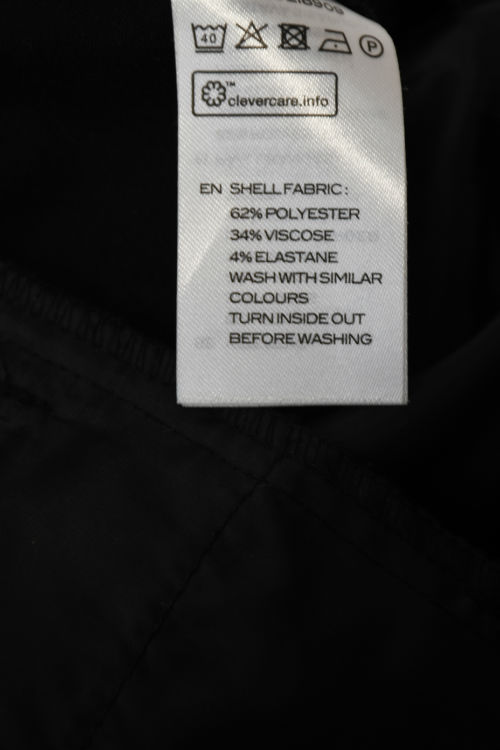 40
P
™
clevercare.info
EN SHELL FABRIC:
62% POLYESTER
34% VISCOSE
4% ELASTANE
WASH WITH SIMILAR
COLOURS
TURN INSIDE OUT
BEFORE WASHING